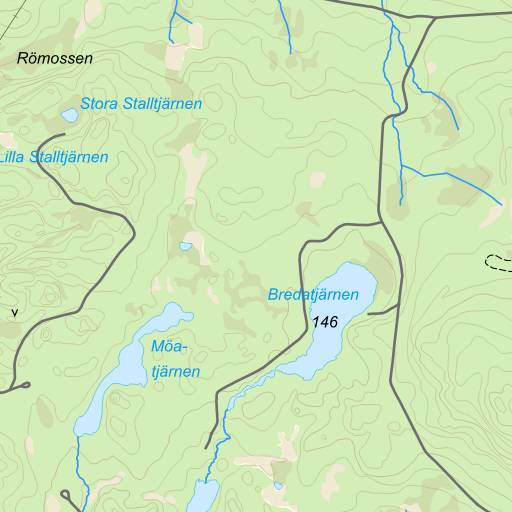 Römossen
Stora Stalltjärnen
Lilla Stalltjärnen
Bredatjärnen
146
Möa-
tjärnen